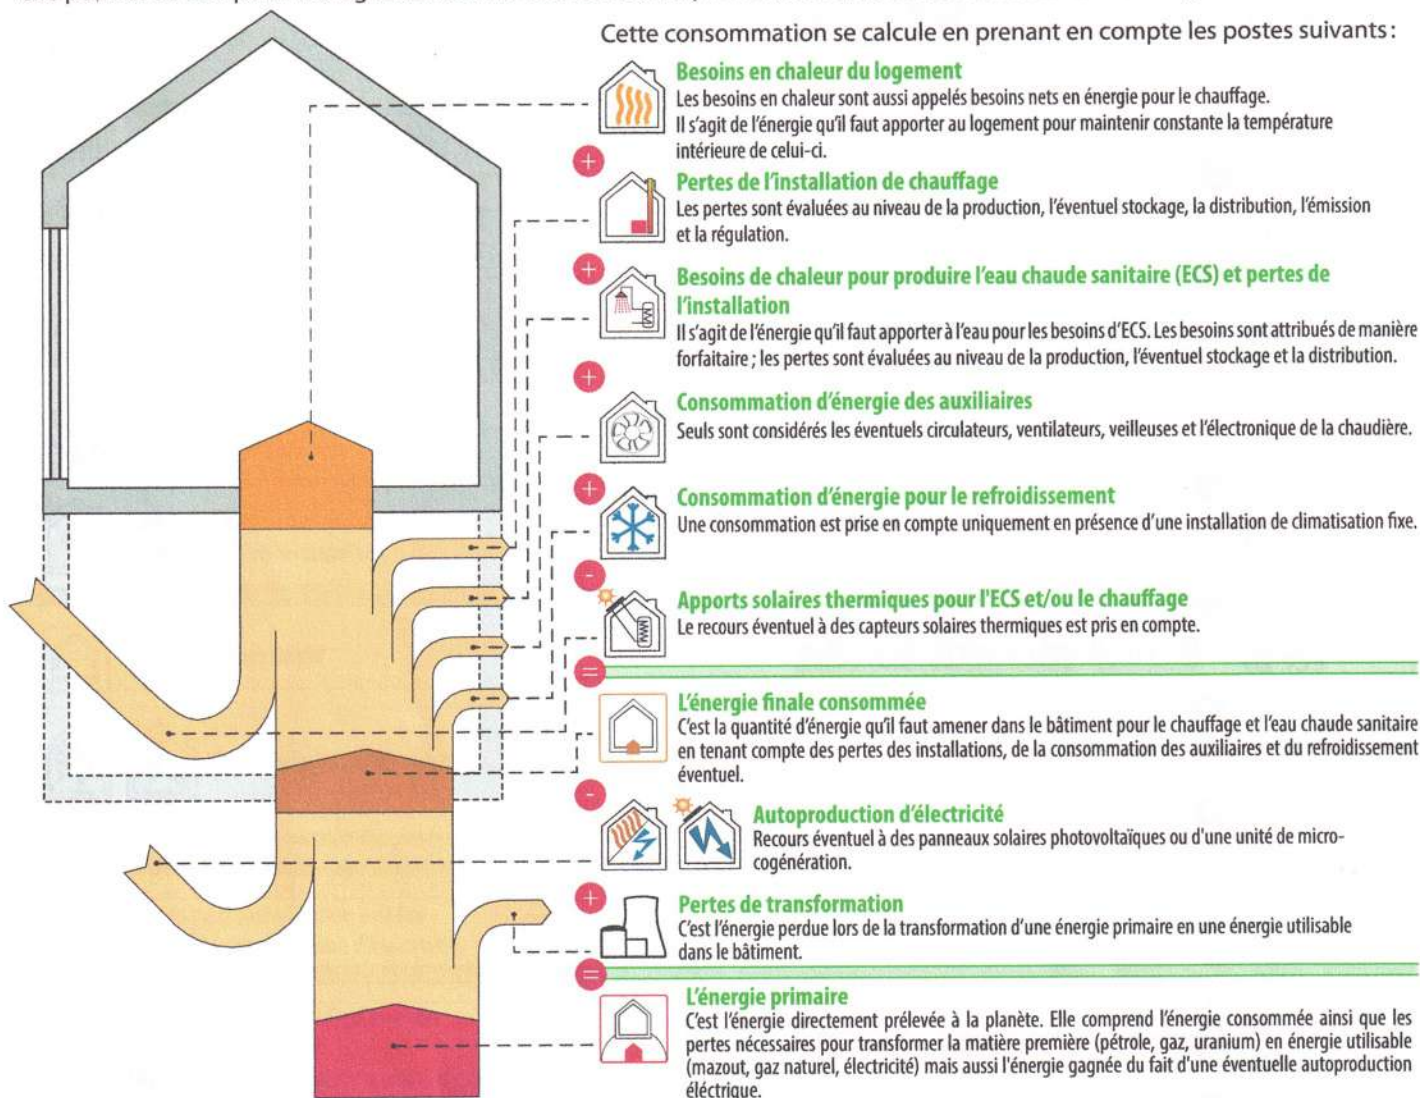 Cette consommation se calcule en prenant en compte les postes suivants :
Besoins en chaleur du logement
Les besoins en chaleur sont aussi appelés besoins nets en énergie pour le chauffage.
Il s'agit de l'énergie qu'il faut apporter au logement pour maintenir constante la température
intérieure de celui-ci.
+
Pertes de l'installation de chauffage
Les pertes sont évaluées au niveau de la production, l'éventuel stockage, la distribution, l'émission
et la régulation.
+
Besoins de chaleur pour produire l'eau chaude sanitaire (ECS) et pertes de
l'installation
Il s'agit de l'énergie qu'il faut apporter à l'eau pour les besoins d'ECS. Les besoins sont attribués de manière
forfaitaire ; les pertes sont évaluées au niveau de la production, l'éventuel stockage et la distribution.
+
Consommation d'énergie des auxiliaires
Seuls sont considérés les éventuels circulateurs, ventilateurs, veilleuses et l'électronique de la chaudière.
+
Consommation d'énergie pour le refroidissement
Une consommation est prise en compte uniquement en présence d'une installation de climatisation fixe.
-
Apports solaires thermiques pour l'ECS et/ou le chauffage
Le recours éventuel à des capteurs solaires thermiques est pris en compte.
=
L'énergie finale consommée
C'est la quantité d'énergie qu'il faut amener dans le bâtiment pour le chauffage et l'eau chaude sanitaire
en tenant compte des pertes des installations, de la consommation des auxiliaires et du refroidissement
éventuel.
-
Autoproduction d'électricité
Recours éventuel à des panneaux solaires photovoltaïques ou d'une unité de micro-
cogénération.
+
Pertes de transformation
C'est l'énergie perdue lors de la transformation d'une énergie primaire en une énergie utilisable
dans le bâtiment.
=
L'énergie primaire
C'est l'énergie directement prélevée à la planète. Elle comprend l'énergie consommée ainsi que les
pertes nécessaires pour transformer la matière première (pétrole, gaz, uranium) en énergie utilisable
(mazout, gaz naturel, électricité) mais aussi l'énergie gagnée du fait d'une éventuelle autoproduction
éléctrique.